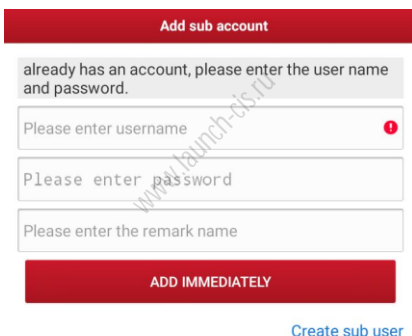 Add sub account
already has an account, please enter the user name
and password.
Please enter username
Please enter password
Please enter the remark name
ADD IMMEDIATELY
Create sub user
www.launch-cis.ru